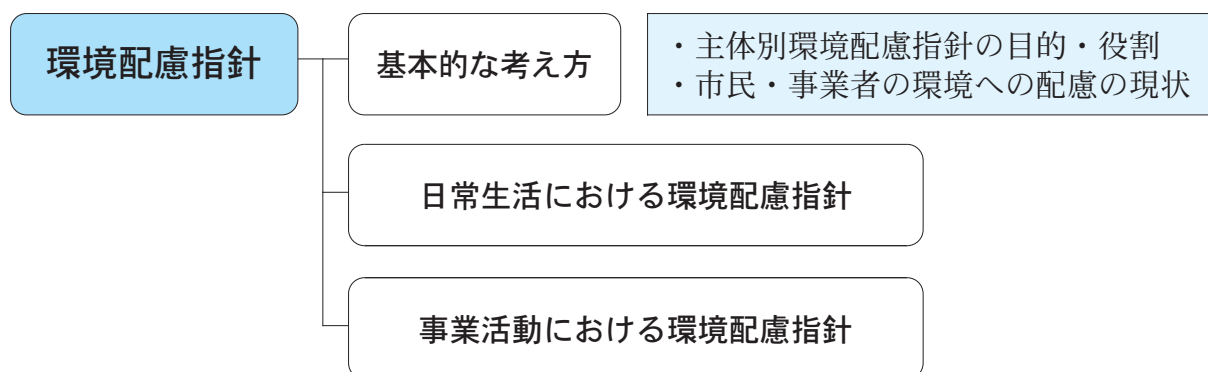 環境配慮指針
基本的な考え方
・主体別環境配慮指針の目的・役割
・市民・事業者の環境への配慮の現状
日常生活における環境配慮指針
事業活動における環境配慮指針